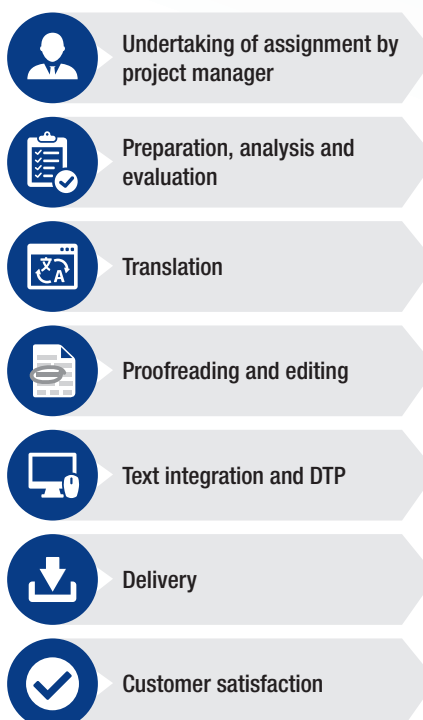 Undertaking of assignment by
project manager
Preparation, analysis and
evaluation
文 A
Translation
Proofreading and editing
Text integration and DTP
Delivery
Customer satisfaction